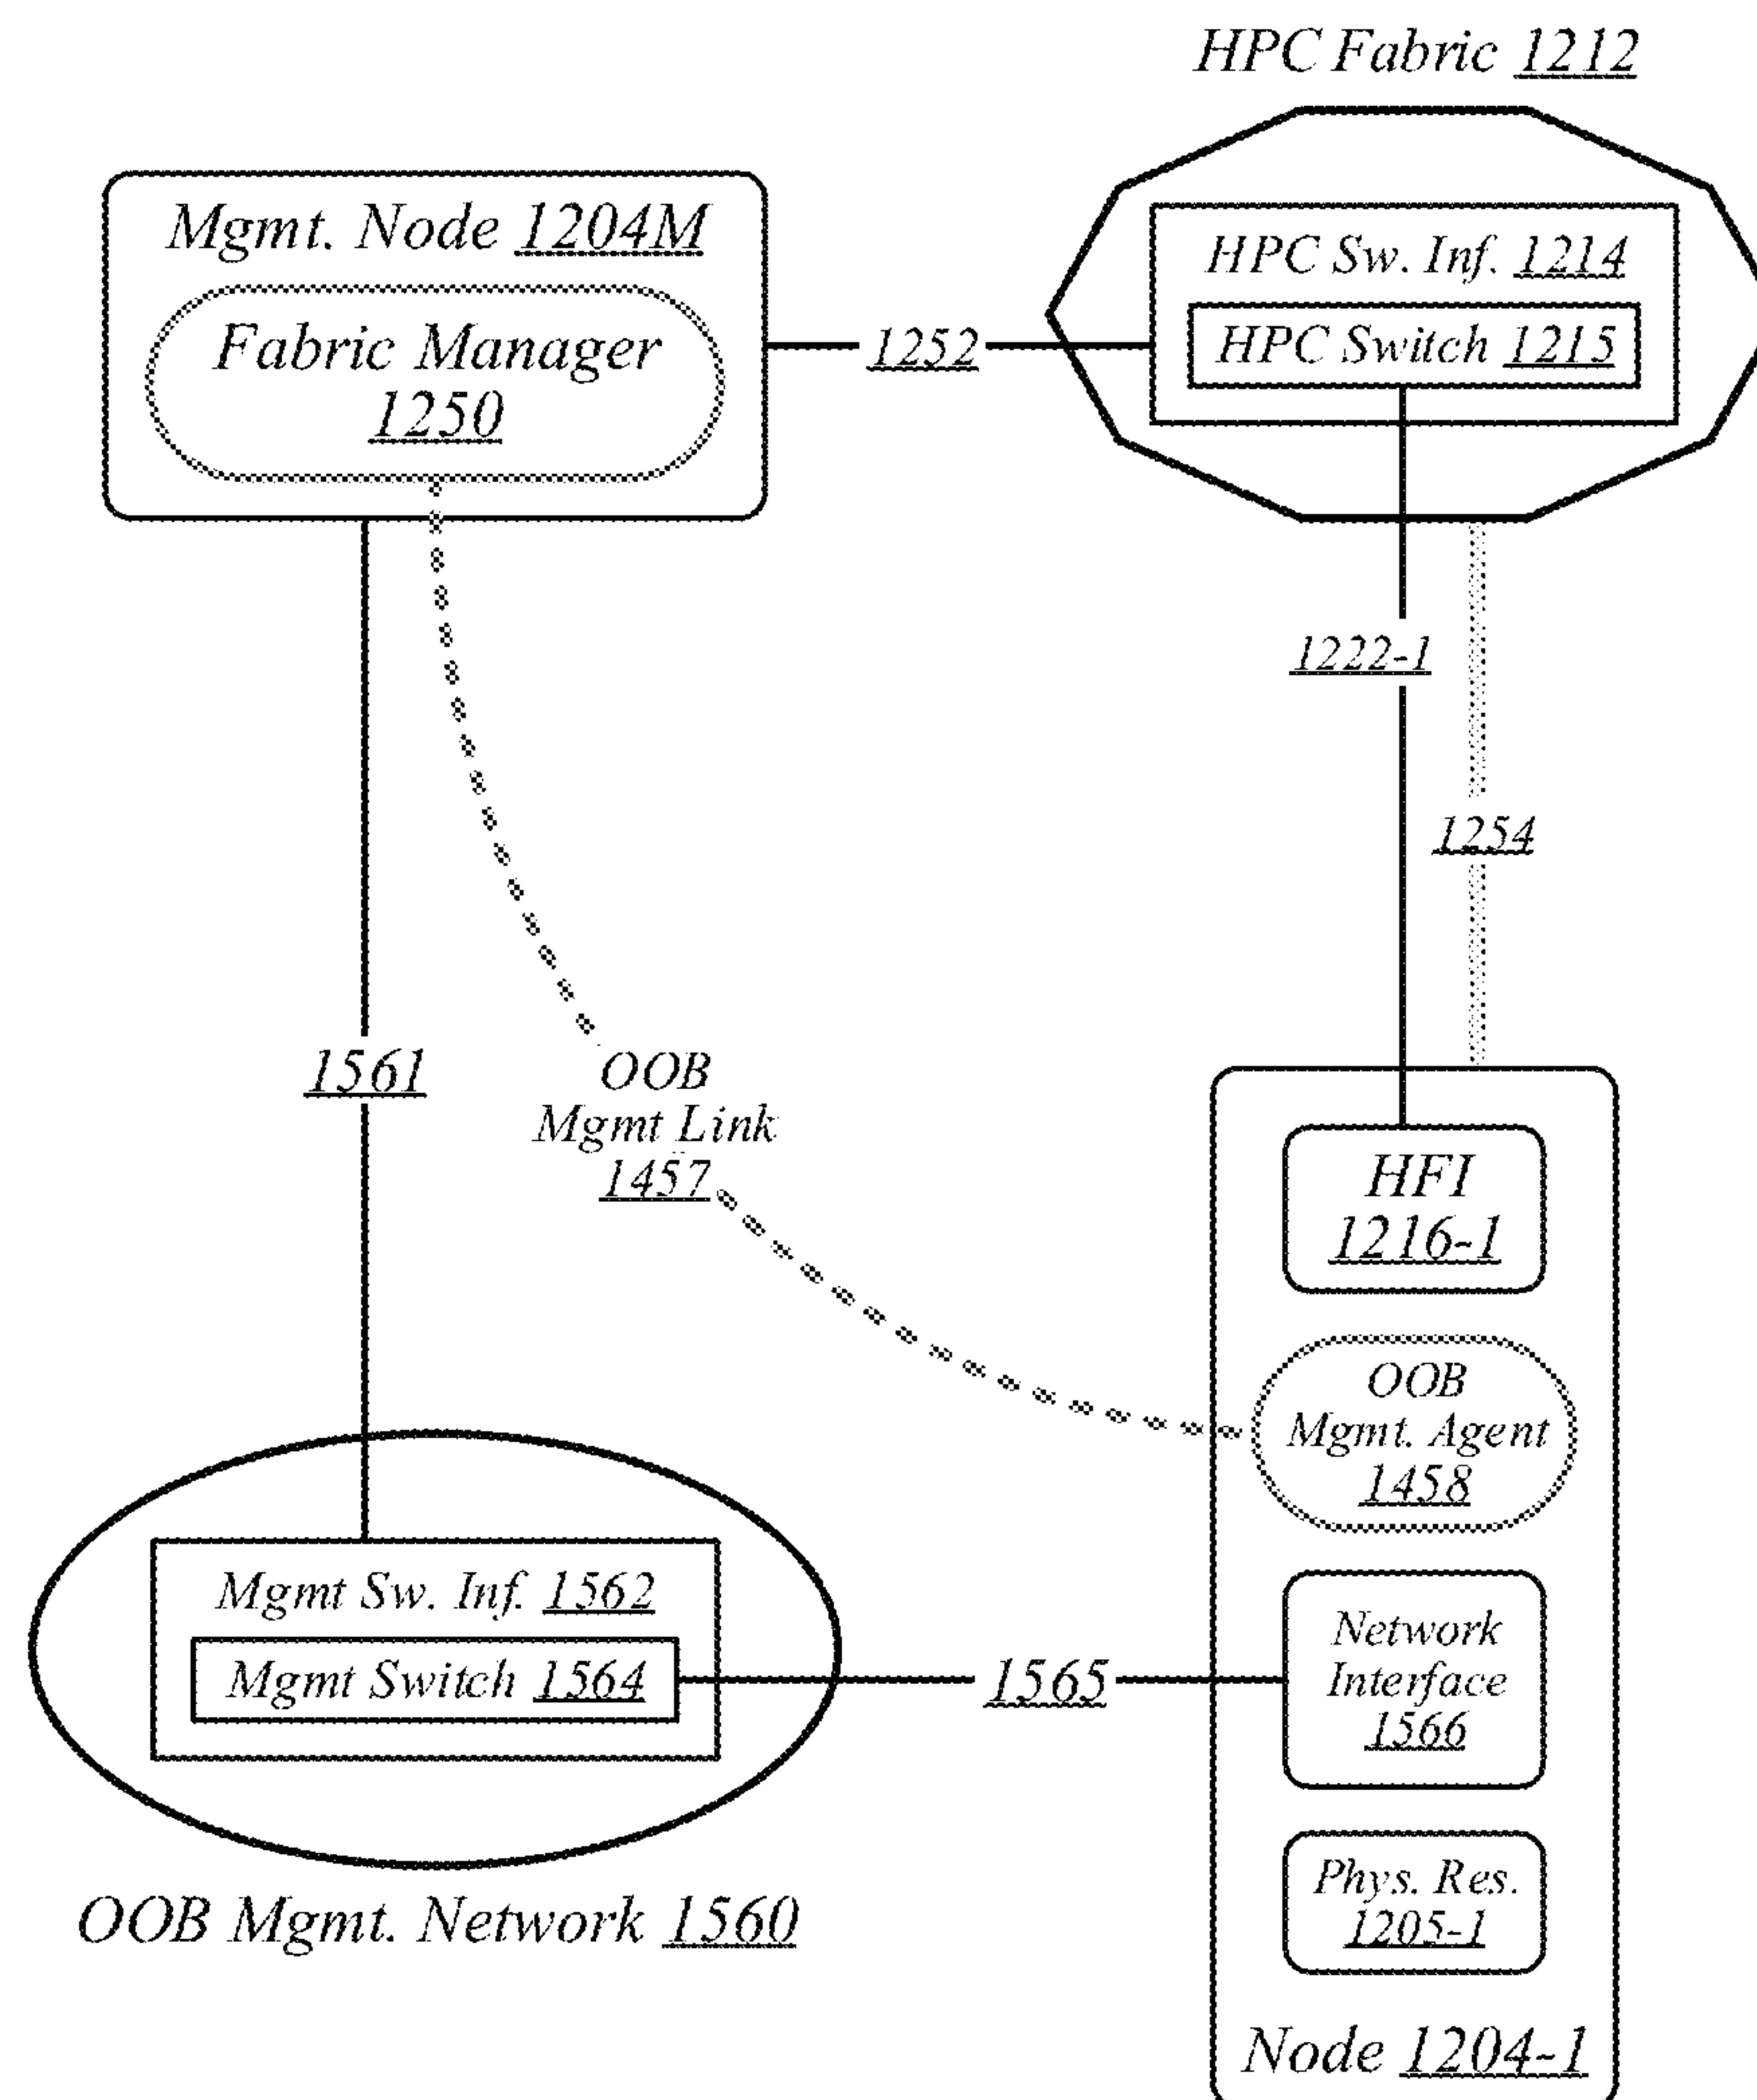 HPC Fabric 1212
Mgmt. Node 1204M
Fabric Manager
1250
1252
HPC Sw. Inf. 1214
HPC Switch 1215
1222-1
1254
1561
OOB
Mgmt Link
1457
HFI
1216-1
OOB
Mgmt. Agent
1458
Mgmt Sw. Inf. 1562
Mgmt Switch 1564
1565
Network
Interface
1566
Phys. Res.
1205-1
OOB Mgmt. Network 1560
Node 1204-1